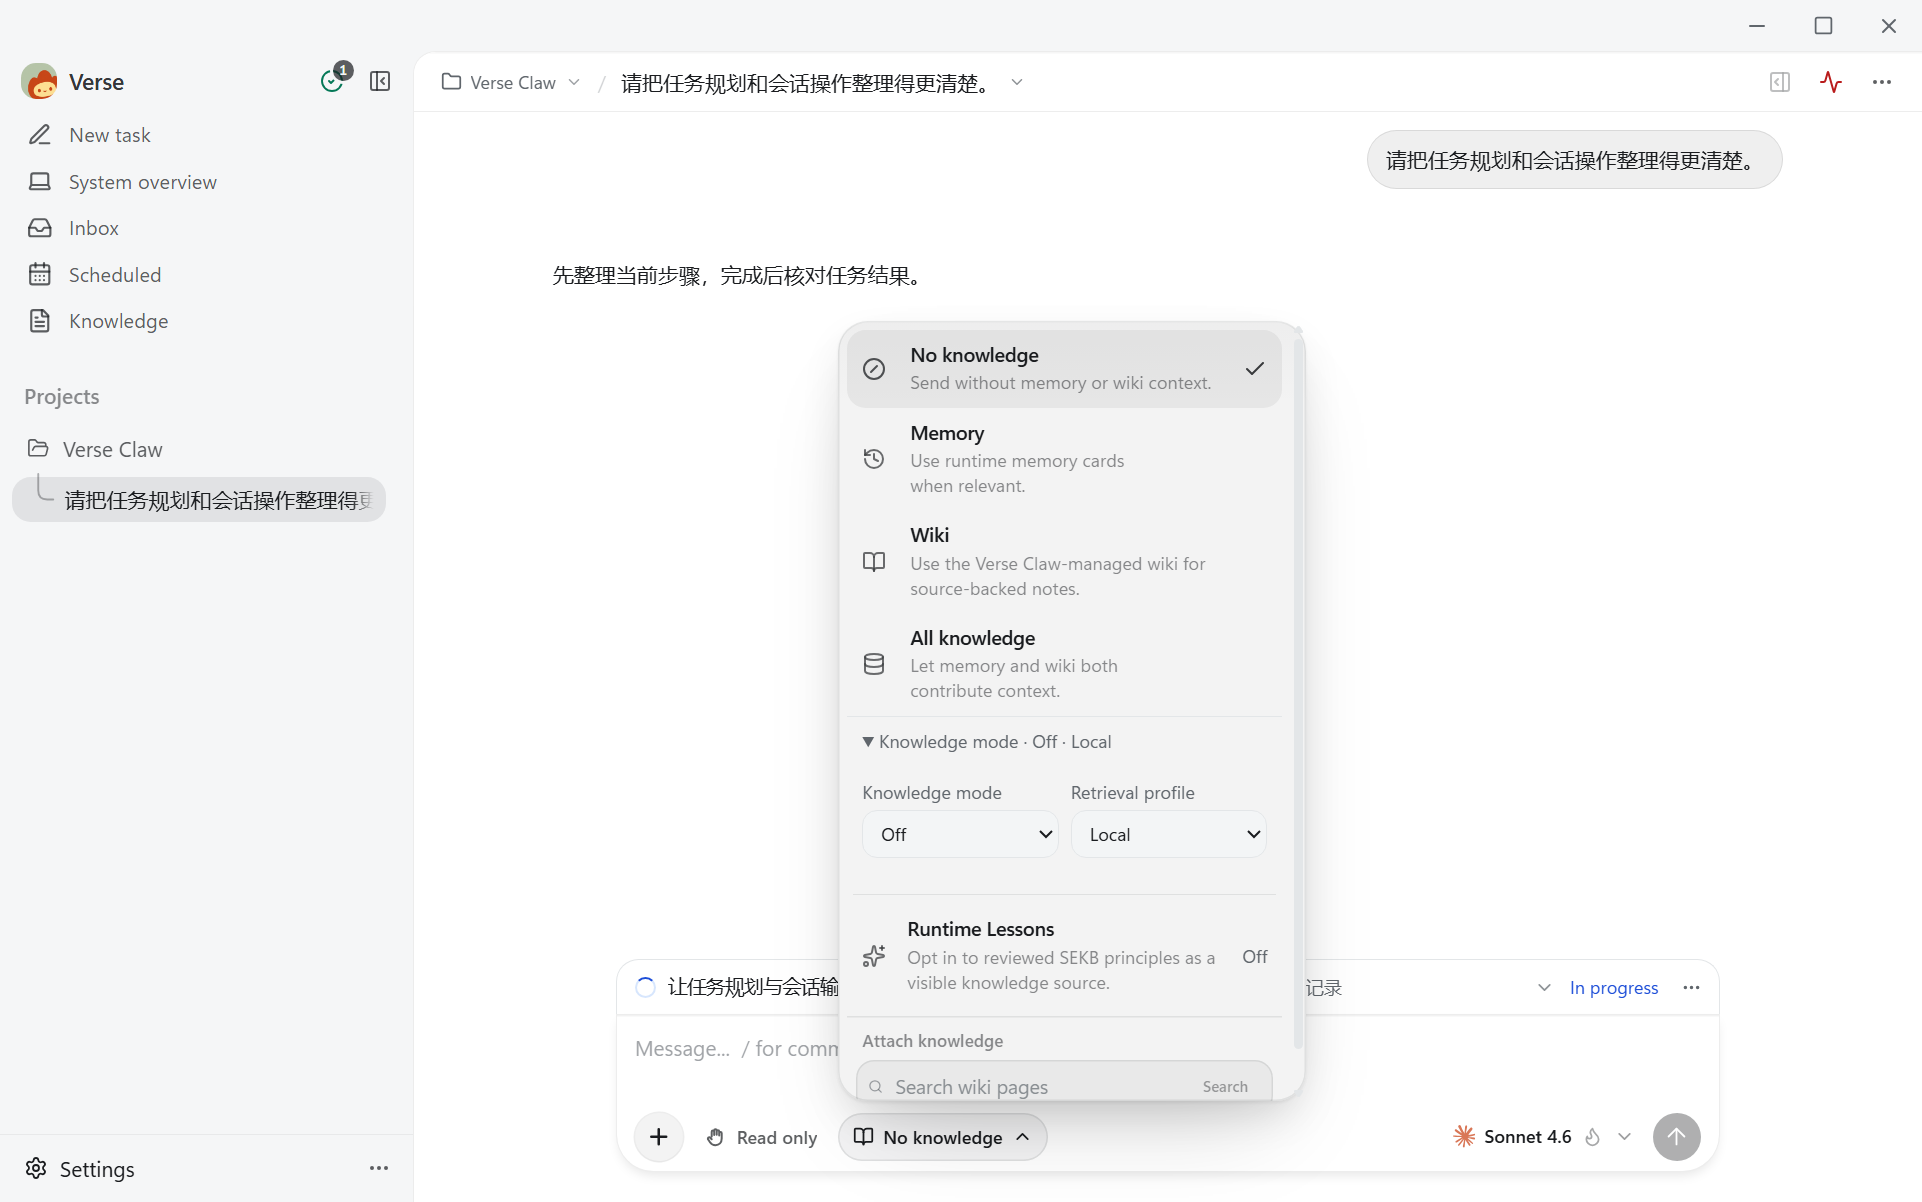 Verse
1
New task
System overview
Inbox
Scheduled
Knowledge
Projects
Verse Claw
请把任务规划和会话操作整理得
Settings
Verse Claw / 请把任务规划和会话操作整理得更清楚。
请把任务规划和会话操作整理得更清楚。
先整理当前步骤，完成后核对任务结果。
No knowledge
Send without memory or wiki context.
Memory
Use runtime memory cards
when relevant.
Wiki
Use the Verse Claw-managed wiki for
source-backed notes.
All knowledge
Let memory and wiki both
contribute context.
Knowledge mode · Off · Local
Knowledge mode Retrieval profile
Off Local
Runtime Lessons
Opt in to reviewed SEKB principles as a
visible knowledge source.
Off
Attach knowledge
Search wiki pages Search
让任务规划与会话输 记录 In progress
Message... / for comm
Read only No knowledge Sonnet 4.6